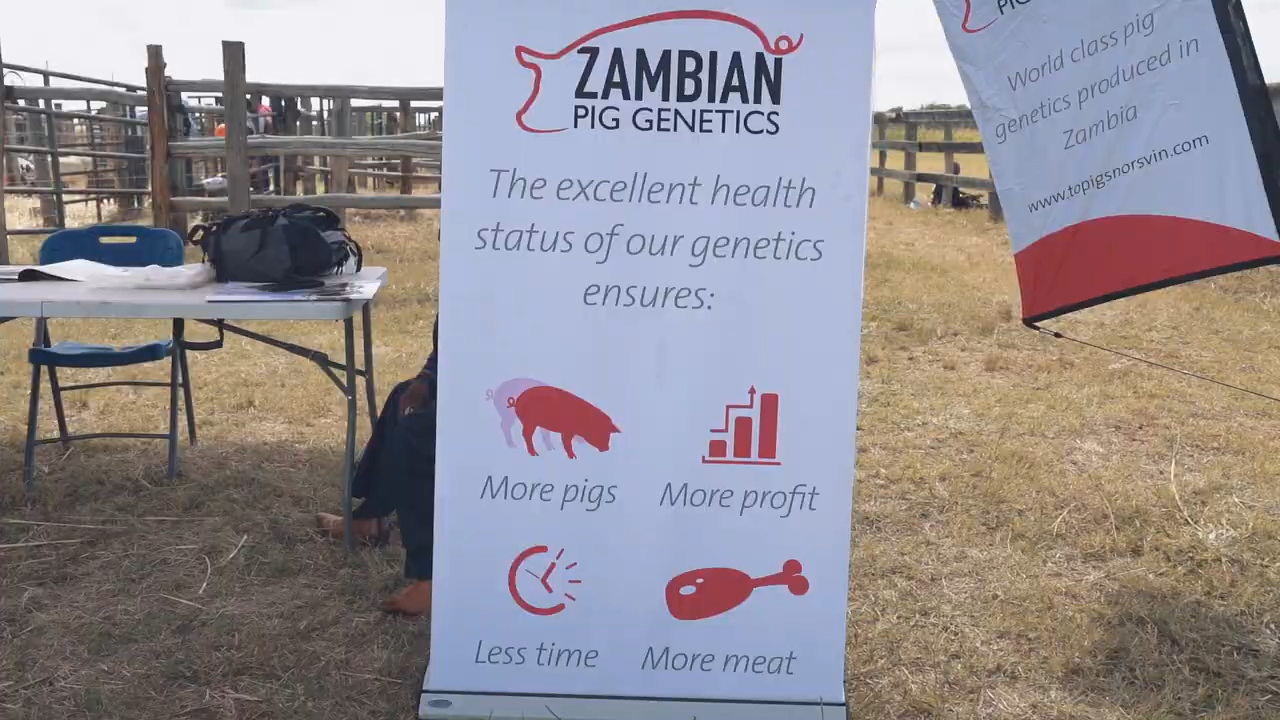 ZAMBIAN
PIG GENETICS
The excellent health
status of our genetics
ensures:
More pigs
More profit
Less time
More meat
World class pig
genetics produced in
Zambia
www.topigsnorsvin.com